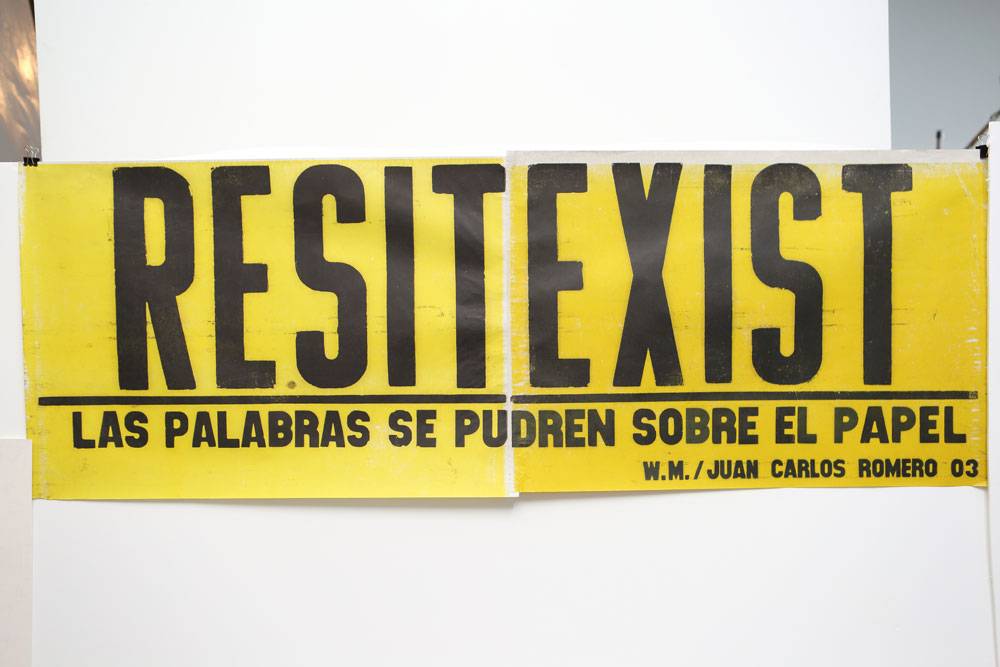 RESITEXIST
LAS PALABRAS SE PUDREN SOBRE EL PAPEL
W.M./JUAN CARLOS ROMERO 03